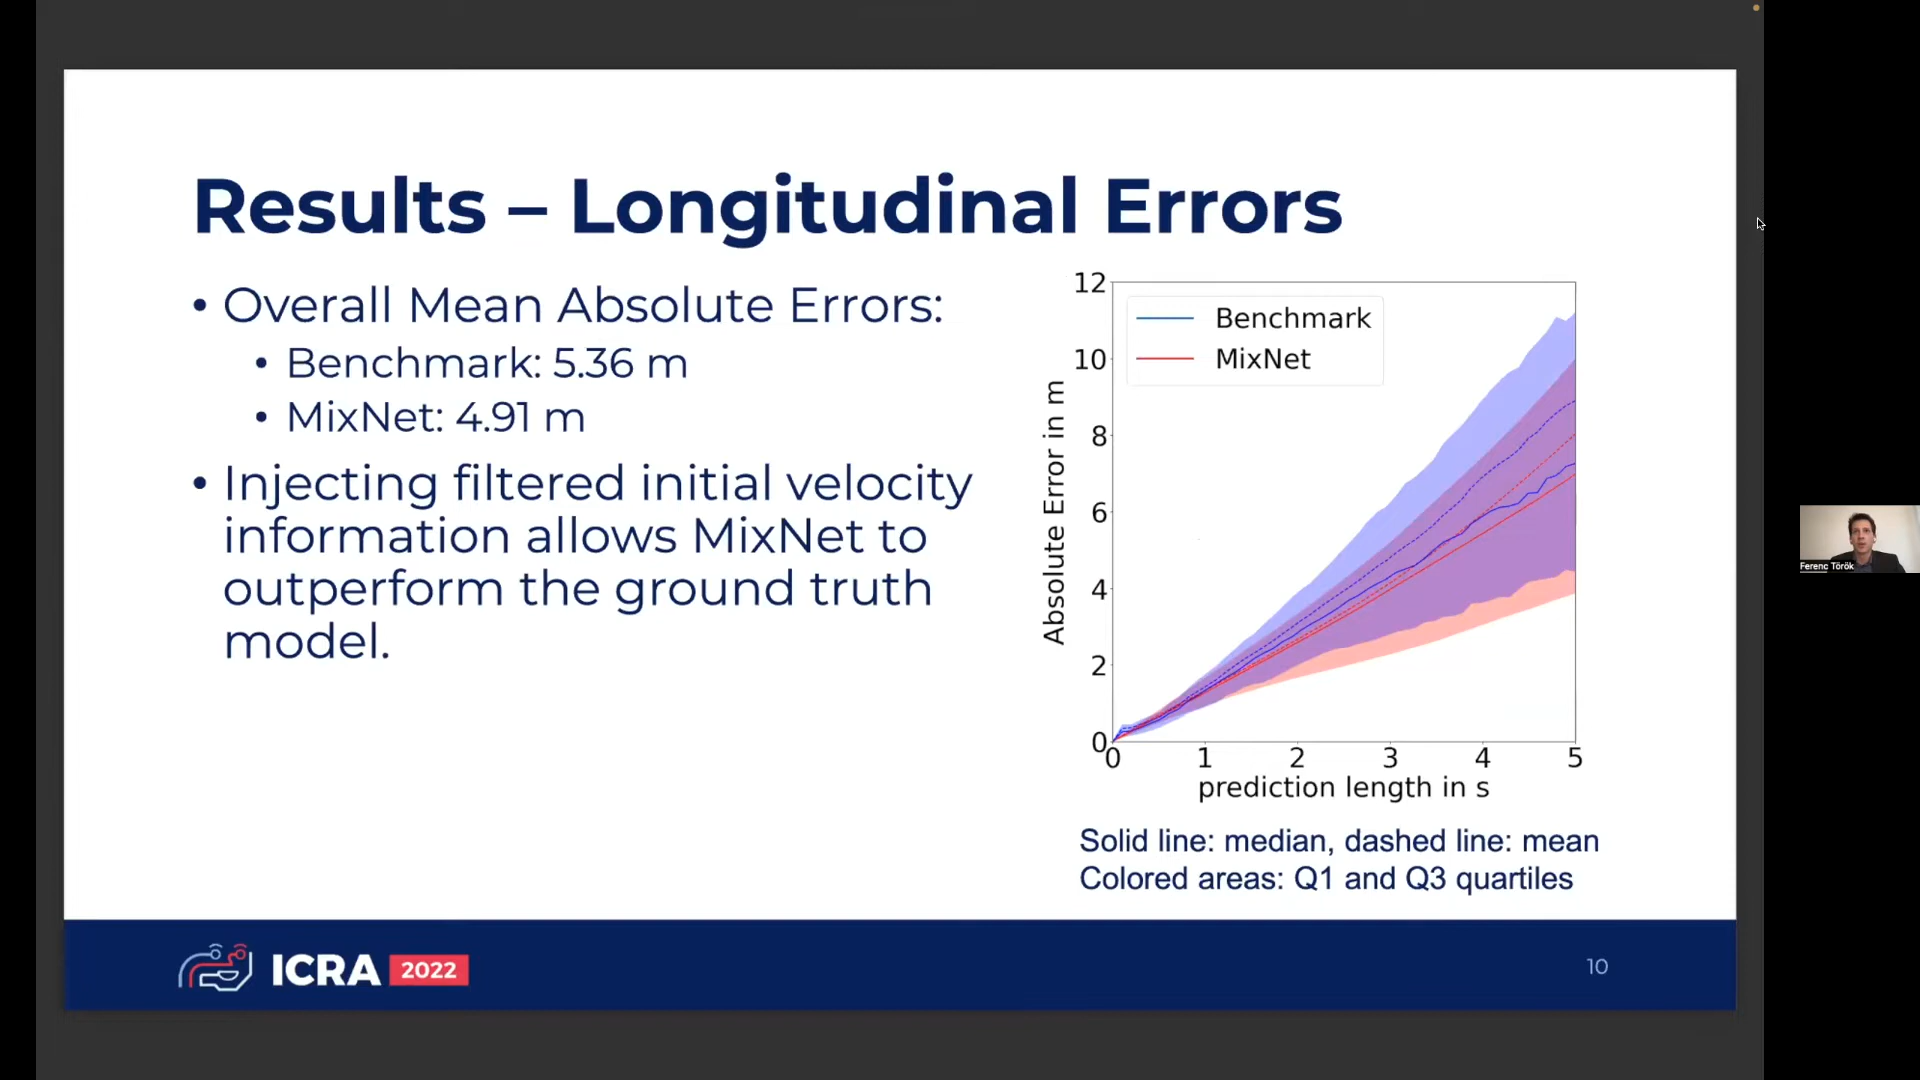 Results – Longitudinal Errors
• Overall Mean Absolute Errors:
• Benchmark: 5.36 m
• MixNet: 4.91 m
• Injecting filtered initial velocity
information allows MixNet to
outperform the ground truth
model.
12
10
8
6
4
2
0
Absolute Error in m
Benchmark
MixNet
0 1 2 3 4 5
prediction length in s
Solid line: median, dashed line: mean
Colored areas: Q1 and Q3 quartiles
ICRA 2022
10
Ferenc Török